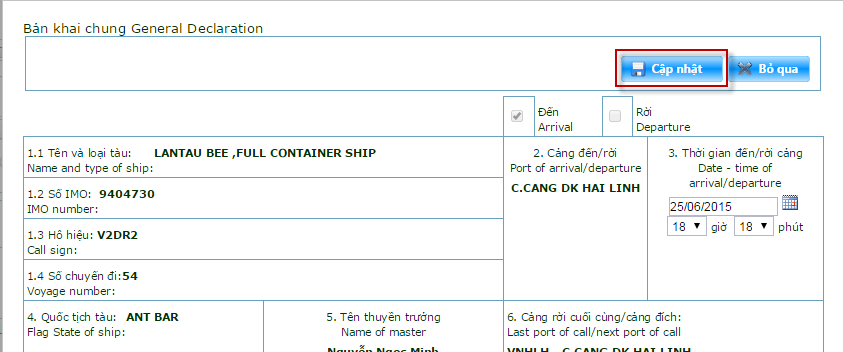 Bản khai chung General Declaration
Cập nhật
Bỏ qua
Đến
Arrival
Rời
Departure
1.1 Tên và loại tàu: LANTAU BEE ,FULL CONTAINER SHIP
Name and type of ship:
2. Cảng đến/rời
Port of arrival/departure
C.CANG DK HAI LINH
3. Thời gian đến/rời cảng
Date - time of
arrival/departure
25/06/2015
18 giờ 18 phút
1.2 Số IMO: 9404730
IMO number:
1.3 Hô hiệu: V2DR2
Call sign:
1.4 Số chuyến đi:54
Voyage number:
4. Quốc tịch tàu: ANT BAR
Flag State of ship:
5. Tên thuyền trưởng
Name of master
Nguyễn Ngọc Minh
6. Cảng rời cuối cùng/cảng đích:
Last port of call/next port of call
VNHLH - C.CANG DK HAI LINH